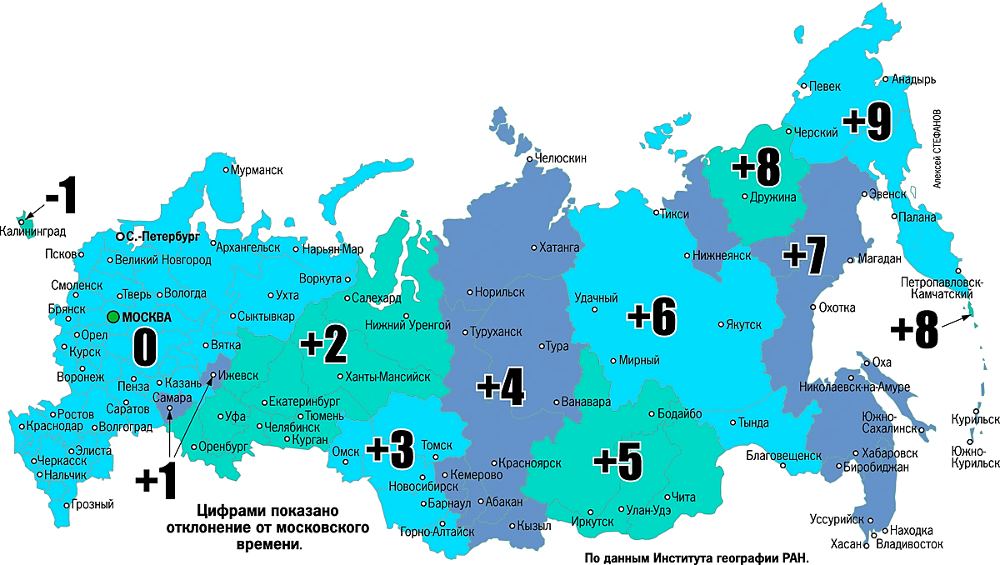 Анадырь
Певек
+9
Алексей СТЕФАНОВ
Черский
Челюскин
+8
Мурманск
-1
Дружина
Эвенск
Калининград
Тикси
Палана
С.-Петербург
Псков
Архангельск
Нарьян-Мар
Хатанга
Нижнеянск
+7
Магадан
Великий Новгород
Воркута
Смоленск
Тверь
Вологда
Ухта
Салехард
Норильск
Удачный
Петропавловск-
Камчатский
Брянск
МОСКВА
Сыктывкар
Нижний Уренгой
+6
Якутск
Охотка
+8
Орел
0
Вятка
+2
Туруханск
Тура
Курск
Мирный
Воронеж
Ижевск
Ханты-Мансийск
Оха
Пенза
Казань
+4
Николаевск-на-Амуре
Самара
Екатеринбург
Ванавара
Саратов
Ростов
Уфа
Тюмень
Бодайбо
Тында
Южно-
Сахалинск
Курильск
Краснодар
Волгоград
Челябинск
Курган
Элиста
Оренбург
Омск
+3
Томск
+5
Благовещенск
Хабаровск
Южно-
Курильск
Черкасск
Красноярск
Биробиджан
Нальчик
+1
Новосибирск
Кемерово
Грозный
Барнаул
Абакан
Чита
Цифрами показано
отклонение от московского
времени.
Горно-Алтайск
Кызыл
Иркутск
Улан-Удэ
Уссурийск
Находка
Хасан
Владивосток
По данным Института географии РАН.